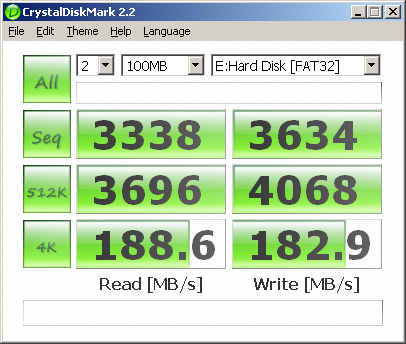 CrystalDiskMark 2.2
File Edit Theme Help Language
All 2 100MB E:Hard Disk [FAT32]
Seq 3338 3634
512K 3696 4068
4K 188.6 182.9
Read [MB/s] Write [MB/s]